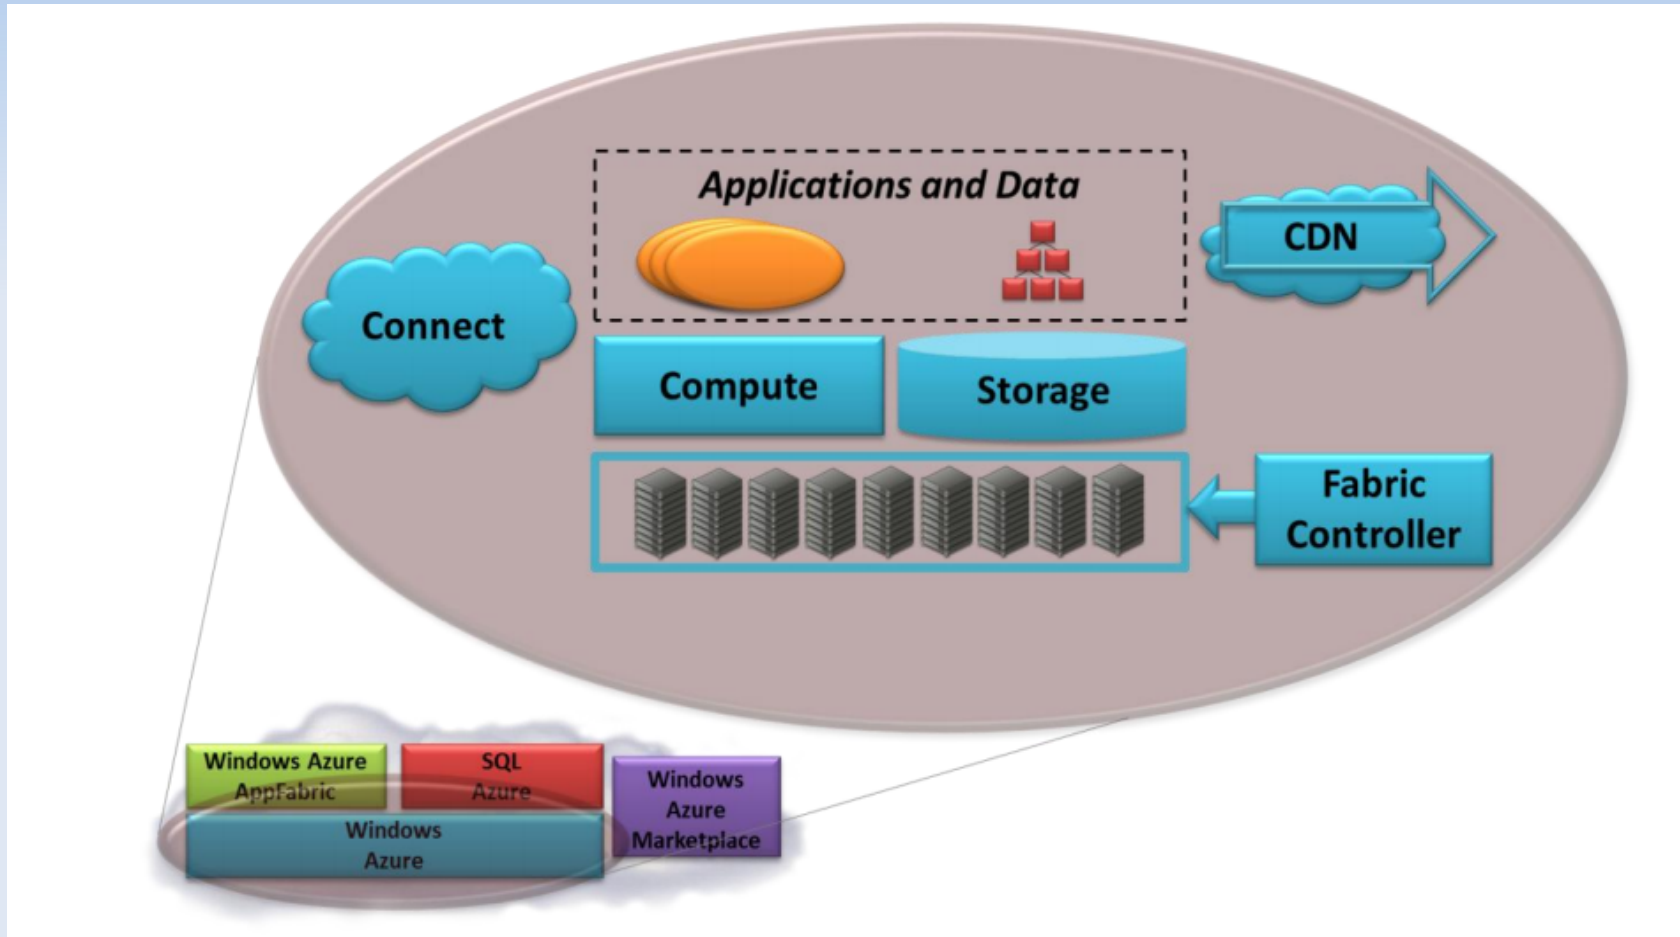 Applications and Data
CDN
Connect
Compute
Storage
Fabric
Controller
Windows Azure
AppFabric
SQL
Azure
Windows
Azure
Marketplace
Windows
Azure